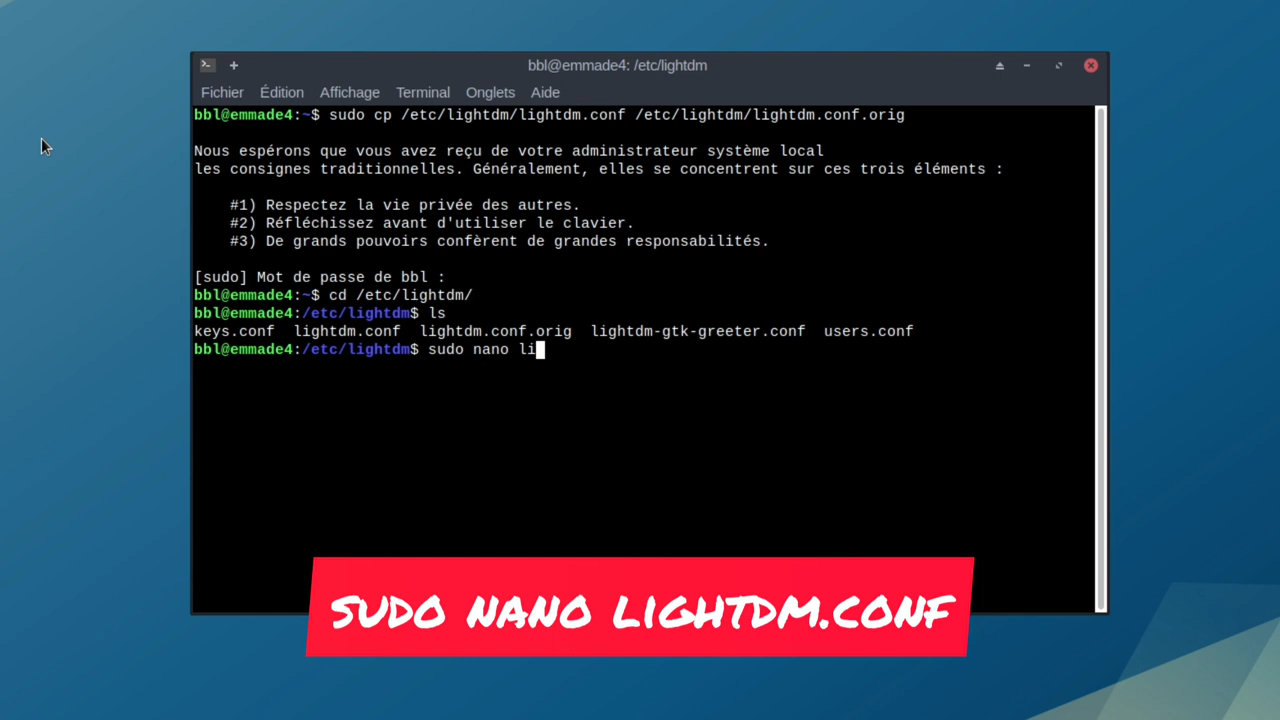 bbl@emmade4: /etc/lightdm
Fichier Édition Affichage Terminal Onglets Aide
bbl@emmade4:~$ sudo cp /etc/lightdm/lightdm.conf /etc/lightdm/lightdm.conf.orig
Nous espérons que vous avez reçu de votre administrateur système local
les consignes traditionnelles. Généralement, elles se concentrent sur ces trois éléments :
#1) Respectez la vie privée des autres.
#2) Réfléchissez avant d'utiliser le clavier.
#3) De grands pouvoirs confèrent de grandes responsabilités.
[sudo] Mot de passe de bbl :
bbl@emmade4:~$ cd /etc/lightdm/
bbl@emmade4:/etc/lightdm$ ls
keys.conf lightdm.conf lightdm.conf.orig lightdm-gtk-greeter.conf users.conf
bbl@emmade4:/etc/lightdm$ sudo nano li
SUDO NANO LIGHTDM.CONF